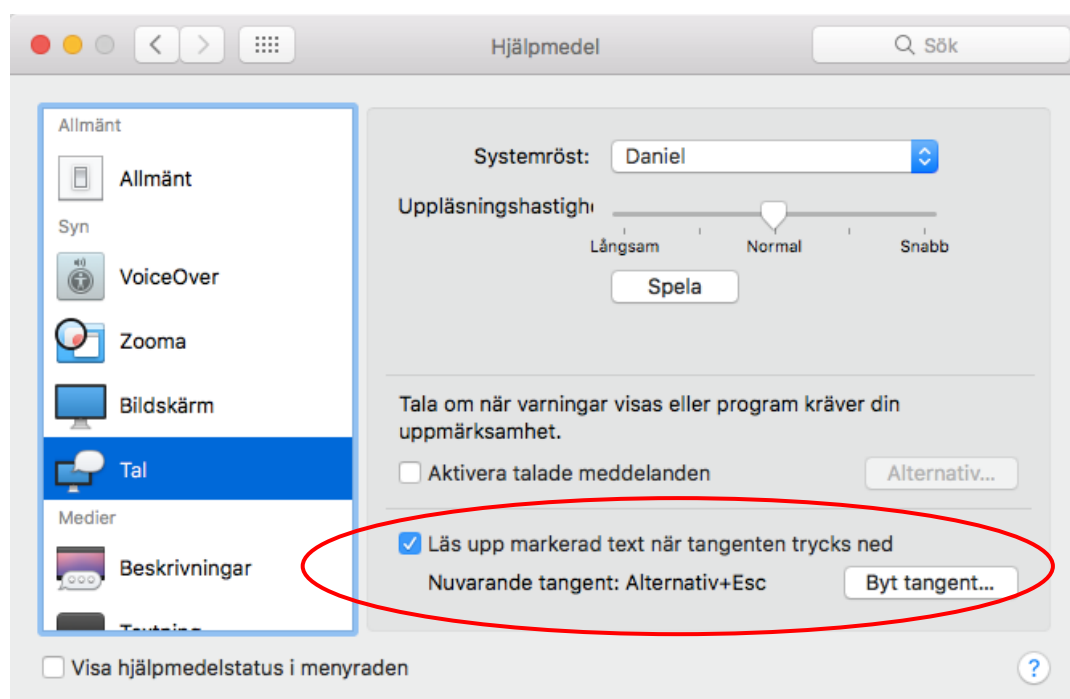 Hjälpmedel
Sök
Allmänt
Allmänt
Syn
VoiceOver
Zooma
Bildskärm
Tal
Medier
Beskrivningar
Systemröst: Daniel
Uppläsningshastigh
Långsam Normal Snabb
Spela
Tala om när varningar visas eller program kräver din
uppmärksamhet.
Aktivera talade meddelanden
Alternativ...
Läs upp markerad text när tangenten trycks ned
Nuvarande tangent: Alternativ+Esc
Byt tangent...
Visa hjälpmedelstatus i menyraden
?